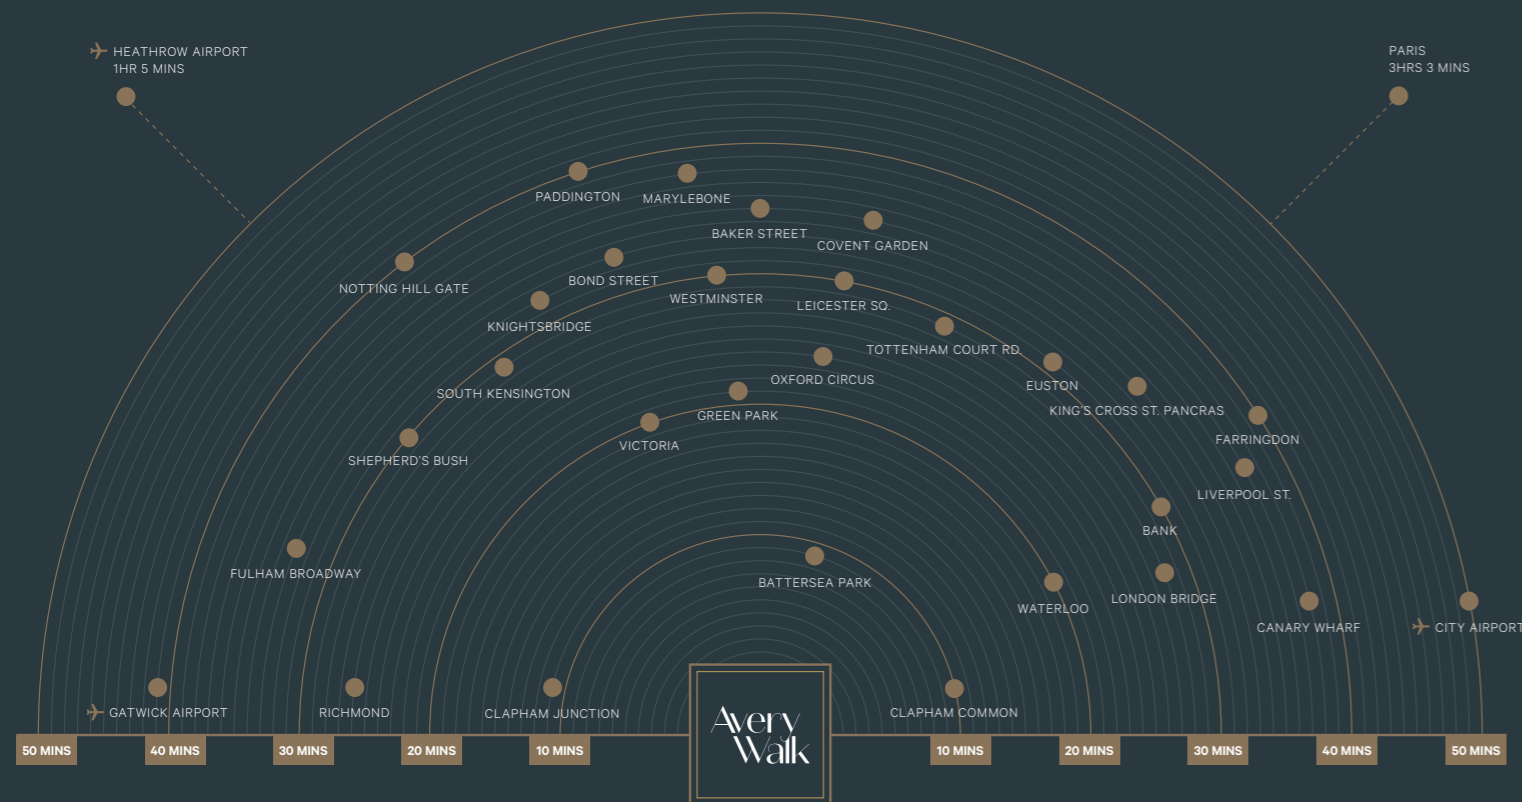 HEATHROW AIRPORT
1HR 5 MINS
PARIS
3HRS 3 MINS
PADDINGTON
MARYLEBONE
BAKER STREET
COVENT GARDEN
NOTTING HILL GATE
BOND STREET
WESTMINSTER
LEICESTER SQ.
KNIGHTSBRIDGE
TOTTENHAM COURT RD.
OXFORD CIRCUS
EUSTON
SOUTH KENSINGTON
KING'S CROSS ST. PANCRAS
GREEN PARK
FARRINGDON
VICTORIA
SHEPHERD'S BUSH
LIVERPOOL ST.
BANK
FULHAM BROADWAY
BATTERSEA PARK
LONDON BRIDGE
WATERLOO
CANARY WHARF
CITY AIRPORT
GATWICK AIRPORT
RICHMOND
CLAPHAM JUNCTION
CLAPHAM COMMON
Avery
Walk
50 MINS
40 MINS
30 MINS
20 MINS
10 MINS
10 MINS
20 MINS
30 MINS
40 MINS
50 MINS